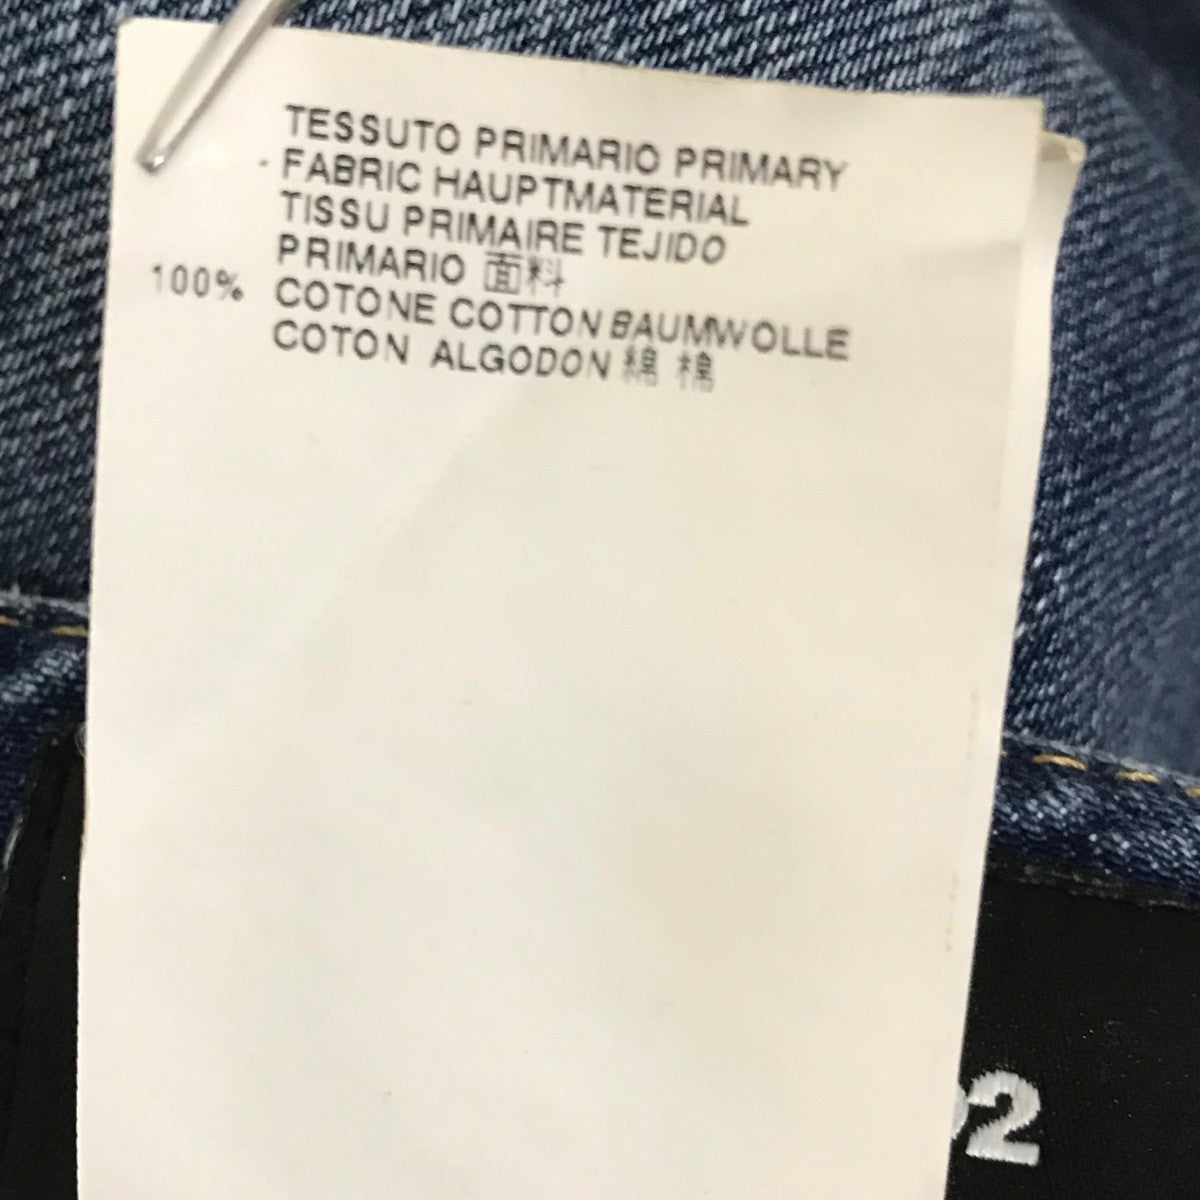 TESSUTO PRIMARIO PRIMARY
FABRIC HAUPTMATERIAL
TISSU PRIMAIRE TEJIDO
PRIMARIO 面料
100% COTONE COTTON BAUMWOLLE
COTON ALGODON 綿 棉
2